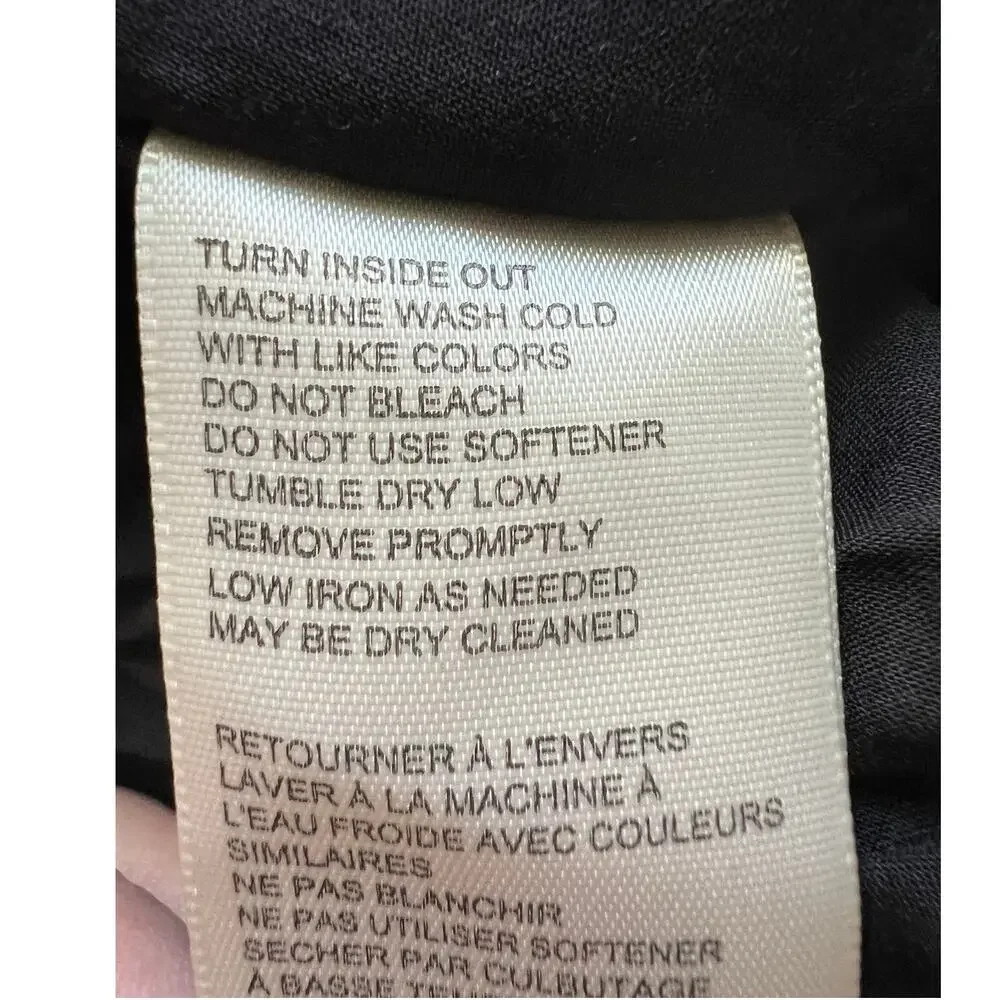 TURN INSIDE OUT
MACHINE WASH COLD
WITH LIKE COLORS
DO NOT BLEACH
DO NOT USE SOFTENER
TUMBLE DRY LOW
REMOVE PROMPTLY
LOW IRON AS NEEDED
MAY BE DRY CLEANED
RETOURNER À L'ENVERS
LAVER À LA MACHINE À
L'EAU FROIDE AVEC COULEURS
SIMILAIRES
NE PAS BLANCHIR
NE PAS UTILISER SOFTENER
SECHER PAR CULBUTAGE
À BASSE